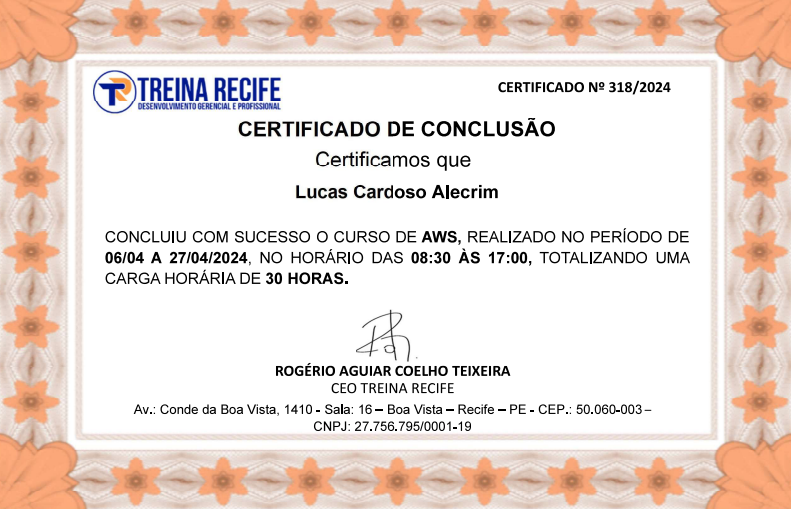 TREINA RECIFE
DESENVOLVIMENTO GERENCIAL E PROFISSIONAL
CERTIFICADO Nº 318/2024
CERTIFICADO DE CONCLUSÃO
Certificamos que
Lucas Cardoso Alecrim
CONCLUIU COM SUCESSO O CURSO DE AWS, REALIZADO NO PERÍODO DE
06/04 A 27/04/2024, NO HORÁRIO DAS 08:30 ÀS 17:00, TOTALIZANDO UMA
CARGA HORÁRIA DE 30 HORAS.
ROGÉRIO AGUIAR COELHO TEIXEIRA
CEO TREINA RECIFE
Av.: Conde da Boa Vista, 1410 - Sala: 16 – Boa Vista – Recife – PE - CEP.: 50.060-003 –
CNPJ: 27.756.795/0001-19